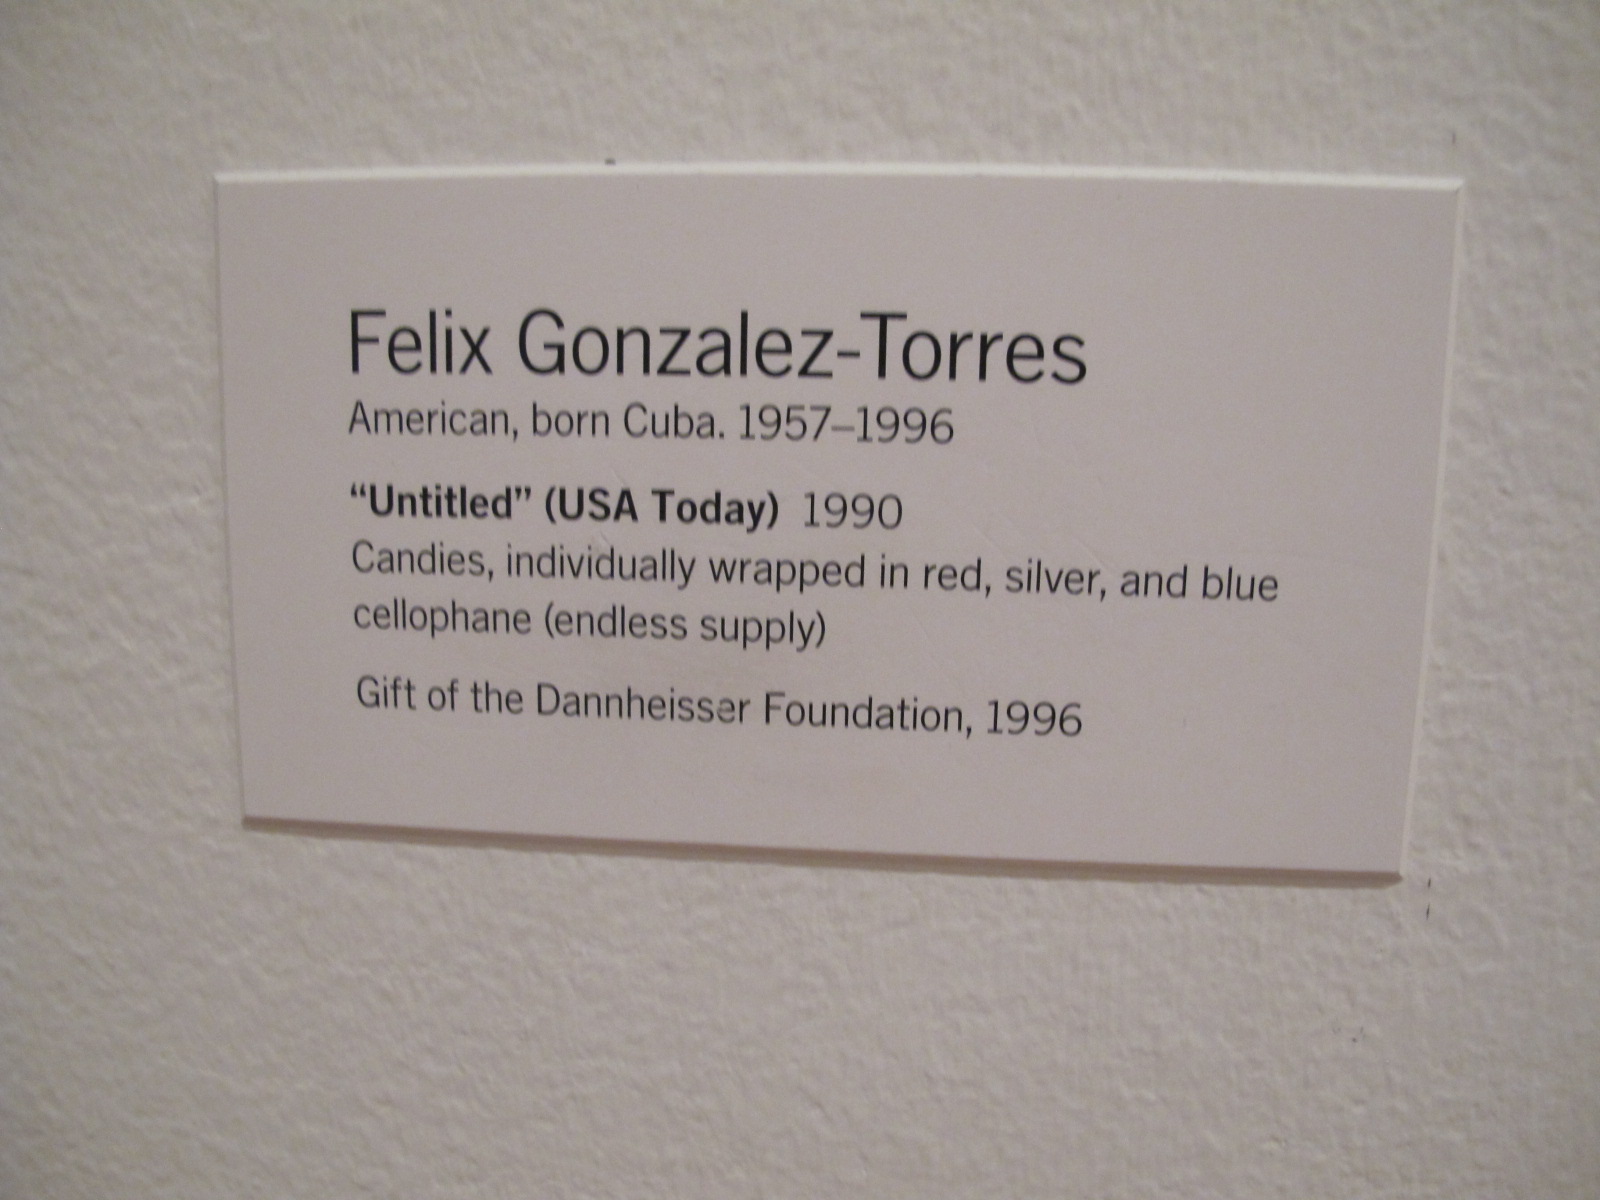 Felix Gonzalez-Torres
American, born Cuba. 1957–1996
“Untitled” (USA Today) 1990
Candies, individually wrapped in red, silver, and blue
cellophane (endless supply)
Gift of the Dannheisser Foundation, 1996